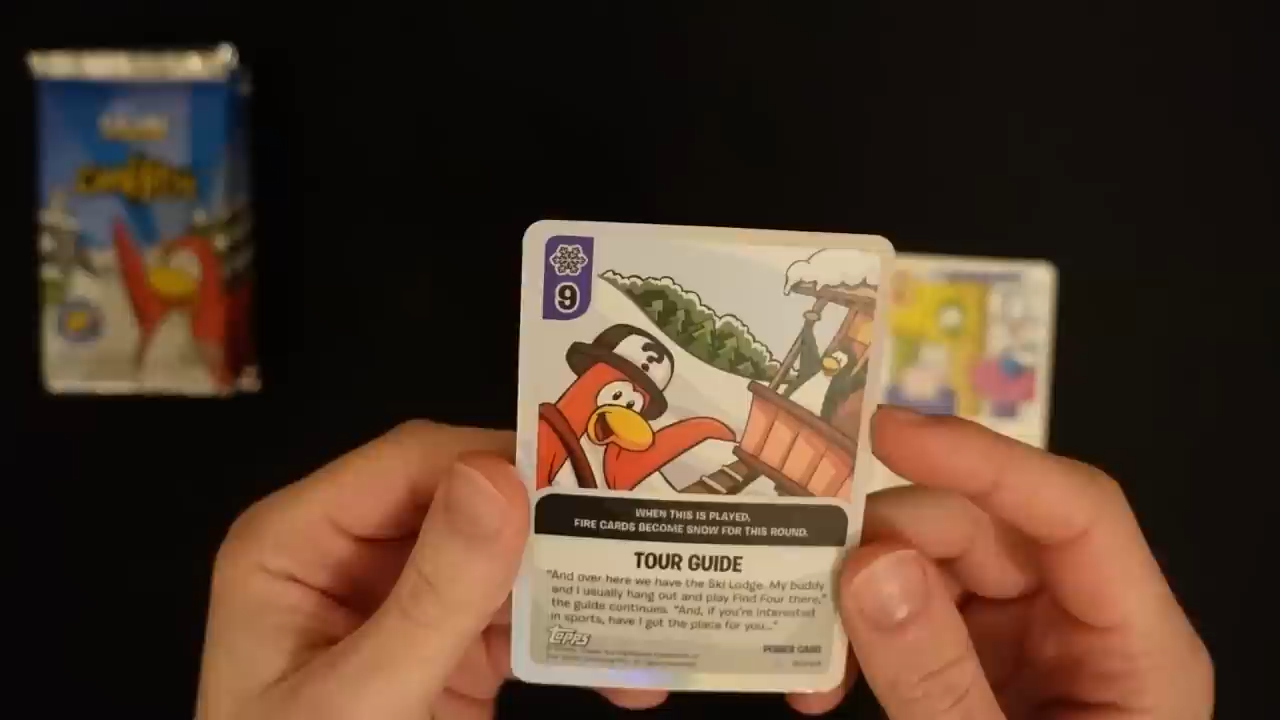 9
?
WHEN THIS IS PLAYED,
FIRE CARDS BECOME SNOW FOR THIS ROUND.
TOUR GUIDE
"And over here we have the Ski Lodge. My buddy
and I usually hang out and play Find Four there,"
the guide continues. "And, if you're interested
in sports, have I got the place for you..."
Topps
POWER CARD